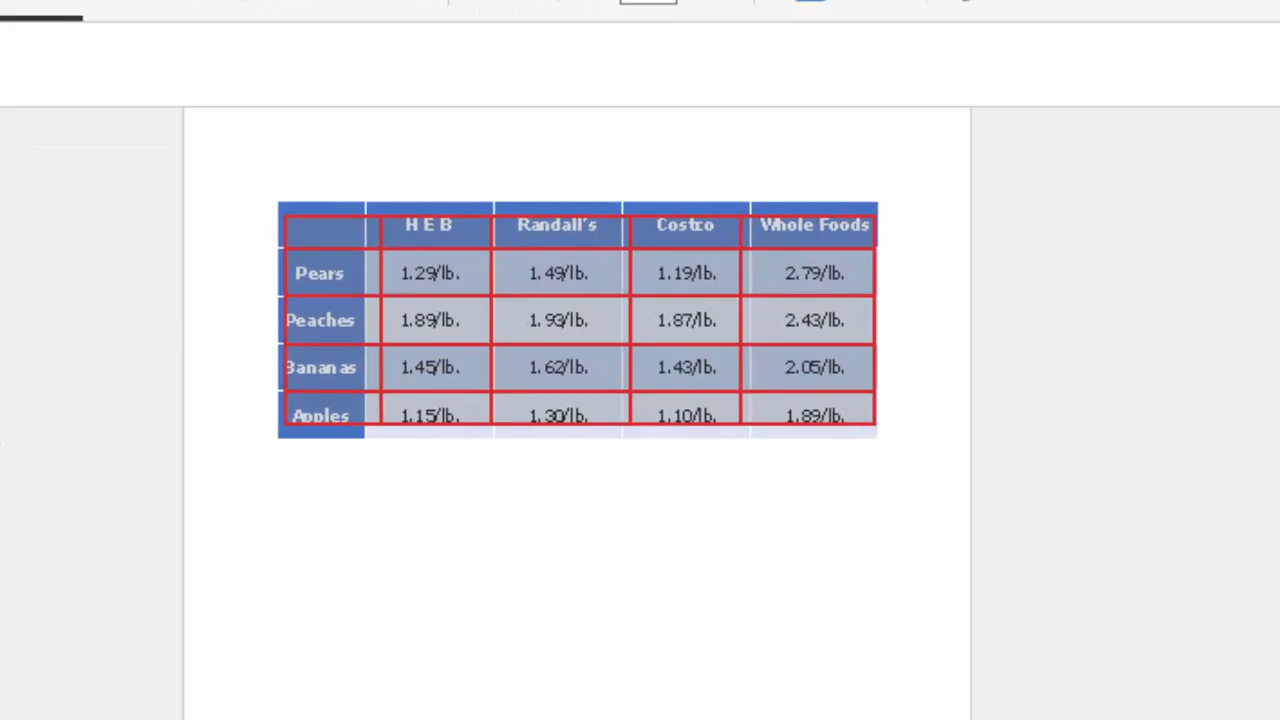 H E B Randall's Costco Whole Foods
Pears 1.29/lb. 1.49/lb. 1.19/lb. 2.79/lb.
Peaches 1.89/lb. 1.93/lb. 1.87/lb. 2.43/lb.
Bananas 1.45/lb. 1.62/lb. 1.43/lb. 2.05/lb.
Apples 1.15/lb. 1.30/lb. 1.10/lb. 1.89/lb.